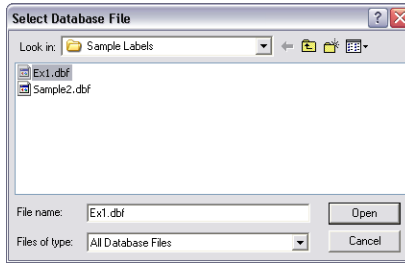 Select Database File
Look in: Sample Labels
Ex1.dbf
Sample2.dbf
File name: Ex1.dbf Open
Files of type: All Database Files Cancel